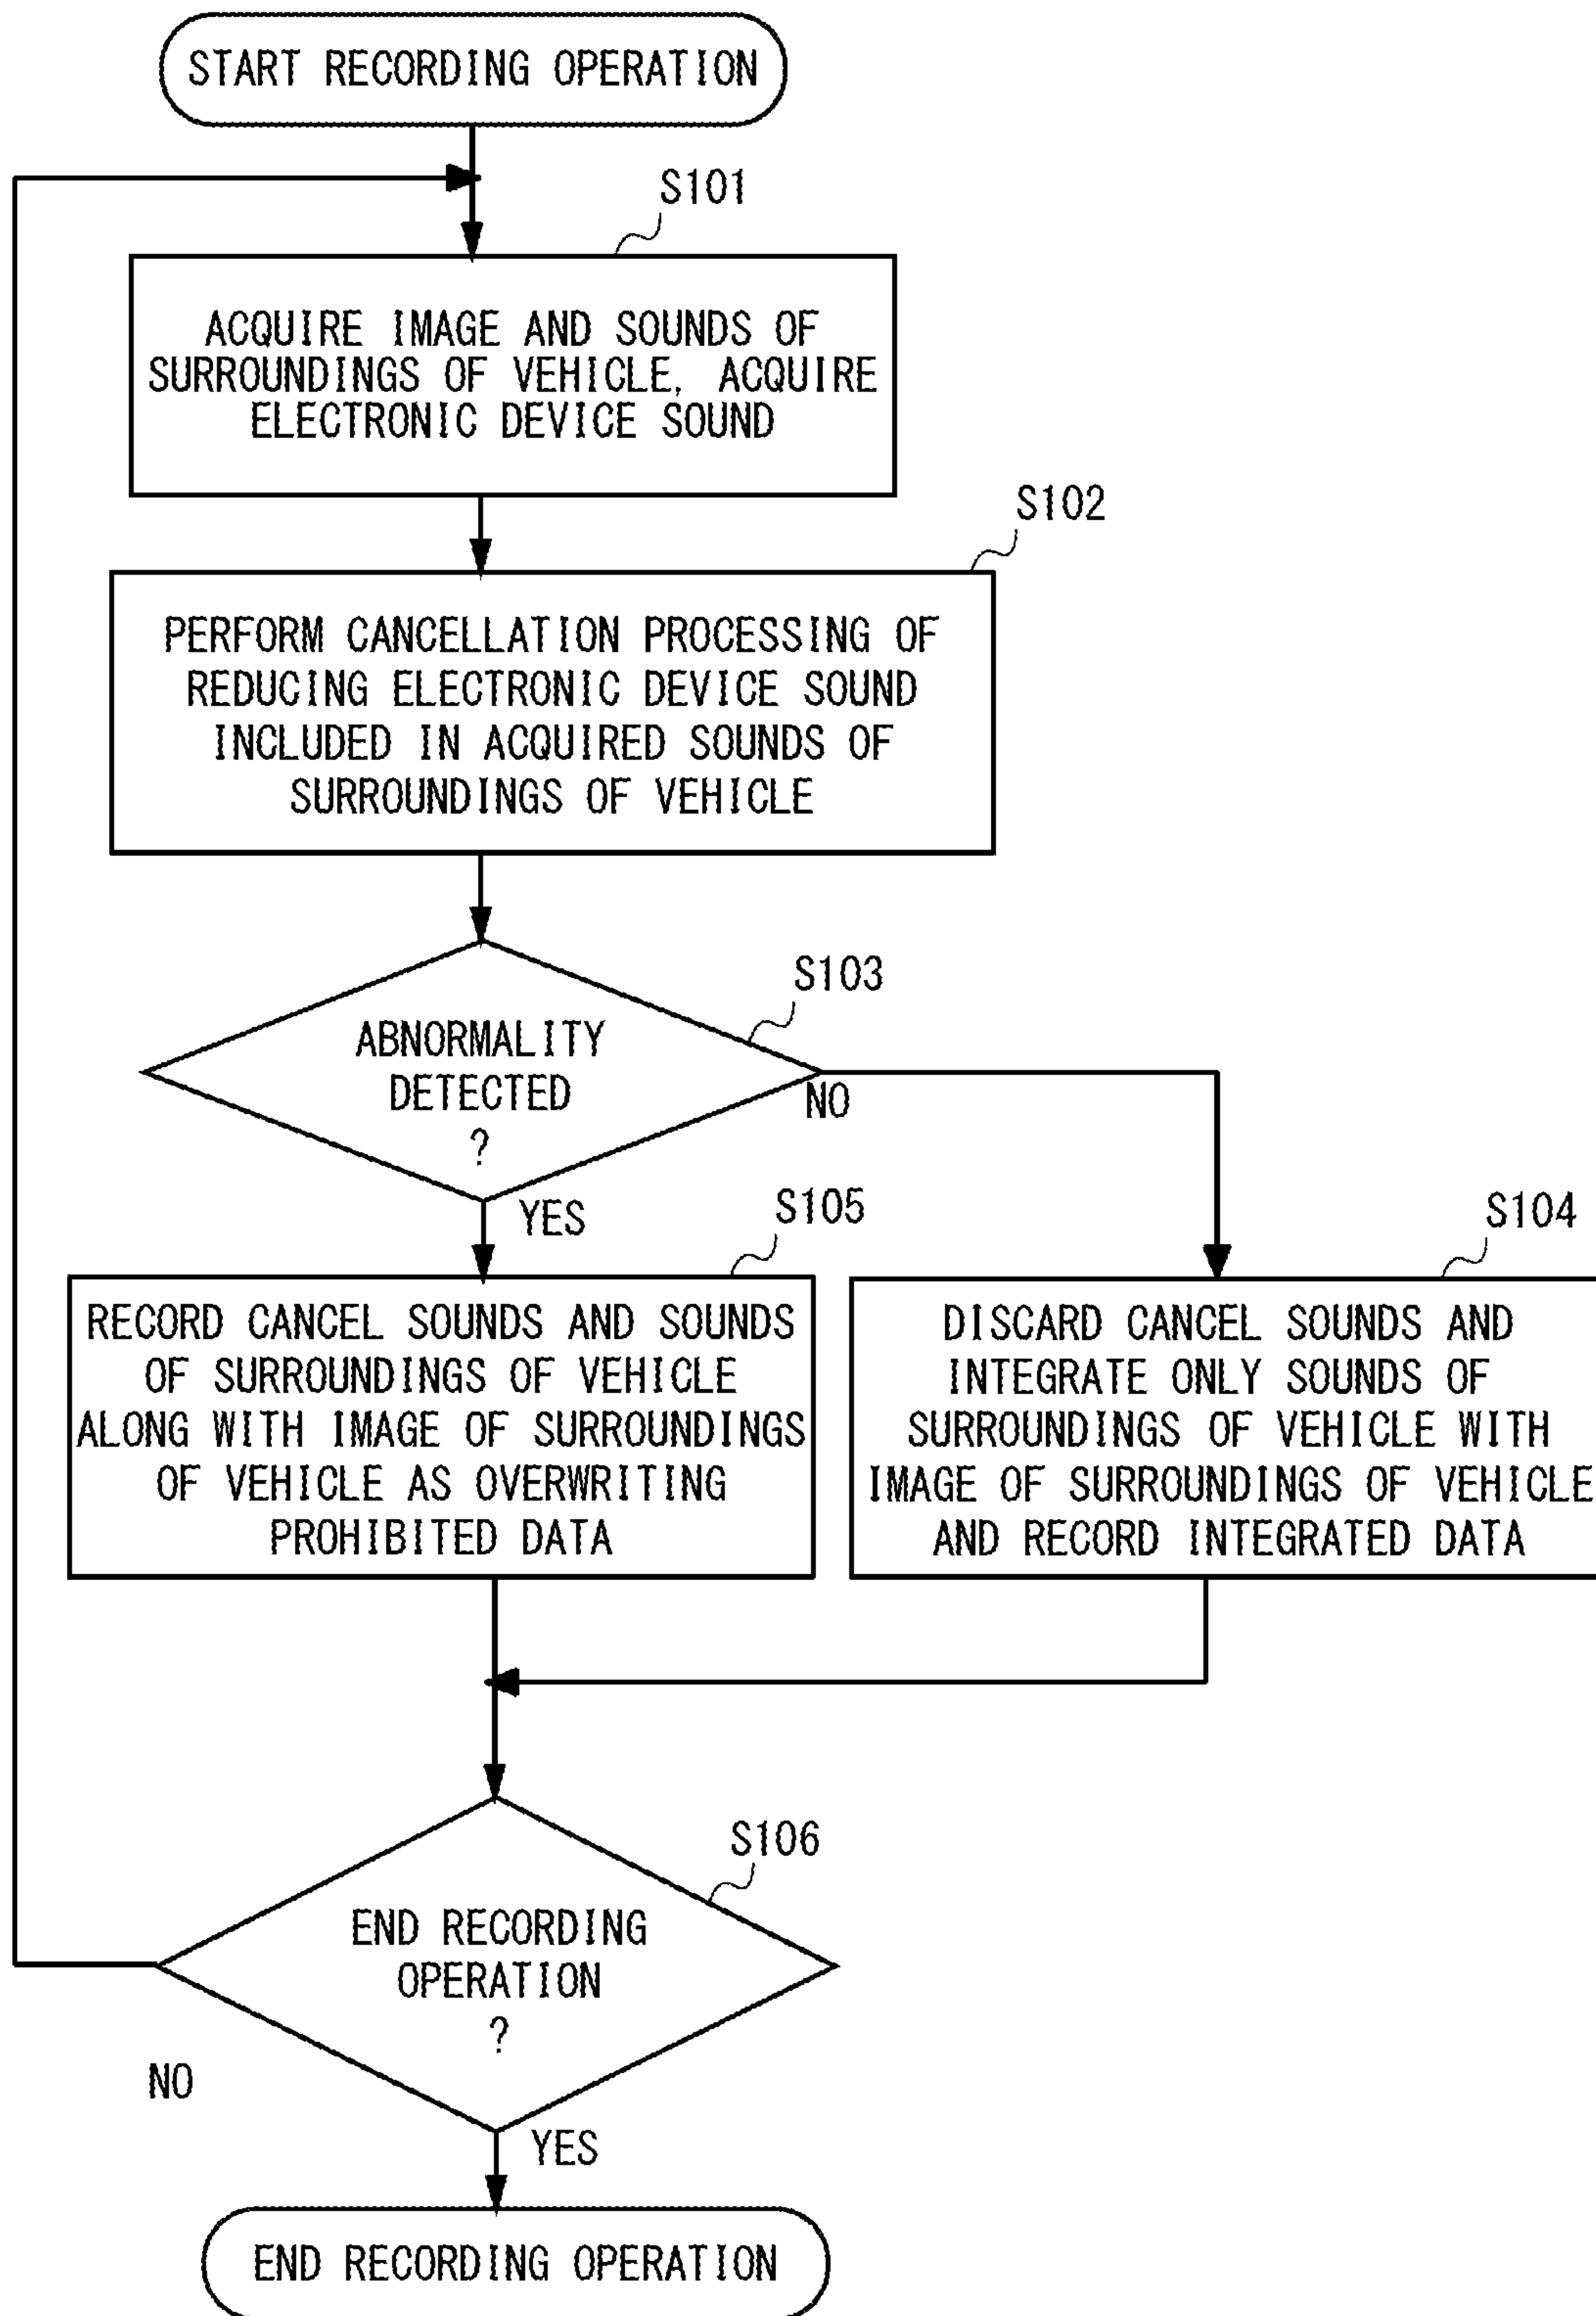 START RECORDING OPERATION
S101
ACQUIRE IMAGE AND SOUNDS OF
SURROUNDINGS OF VEHICLE, ACQUIRE
ELECTRONIC DEVICE SOUND
S102
PERFORM CANCELLATION PROCESSING OF
REDUCING ELECTRONIC DEVICE SOUND
INCLUDED IN ACQUIRED SOUNDS OF
SURROUNDINGS OF VEHICLE
S103
ABNORMALITY
DETECTED
?
NO
YES
S105
RECORD CANCEL SOUNDS AND SOUNDS
OF SURROUNDINGS OF VEHICLE
ALONG WITH IMAGE OF SURROUNDINGS
OF VEHICLE AS OVERWRITING
PROHIBITED DATA
S104
DISCARD CANCEL SOUNDS AND
INTEGRATE ONLY SOUNDS OF
SURROUNDINGS OF VEHICLE WITH
IMAGE OF SURROUNDINGS OF VEHICLE
AND RECORD INTEGRATED DATA
S106
END RECORDING
OPERATION
?
NO
YES
END RECORDING OPERATION